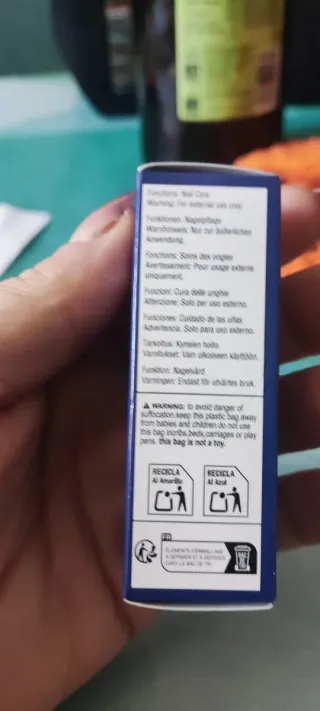 Functions: Nail Care
Warning: For external use only
Funktionen: Nagelpflege
Warnhinweis: Nur zur äußerlichen
Anwendung.
Fonctions: Soins des ongles
Avertissement: Pour usage externe
uniquement.
Funzioni: Cura delle unghie
Attenzione: Solo per uso esterno.
Funciones: Cuidado de las uñas
Advertencia: Solo para uso externo.
Tarkoitus: Kynsien hoito
Varoitukset: Vain ulkoiseen käyttöön.
Funktion: Nagelvård
Varningen: Endast för utvärtes bruk.
⚠ WARNING: to avoid danger of
suffocation,keep this plastic bag away
from babies and children.do not use
this bag incribs,beds,carriages or play
pens. this bag is not a toy.
RECICLA
Al Amarillo
RECICLA
Al Azul
FR
ÉLÉMENTS D'EMBALLAGE
À SÉPARER ET À DÉPOSER
DANS LE BAC DE TRI
BAC
DE
TRI